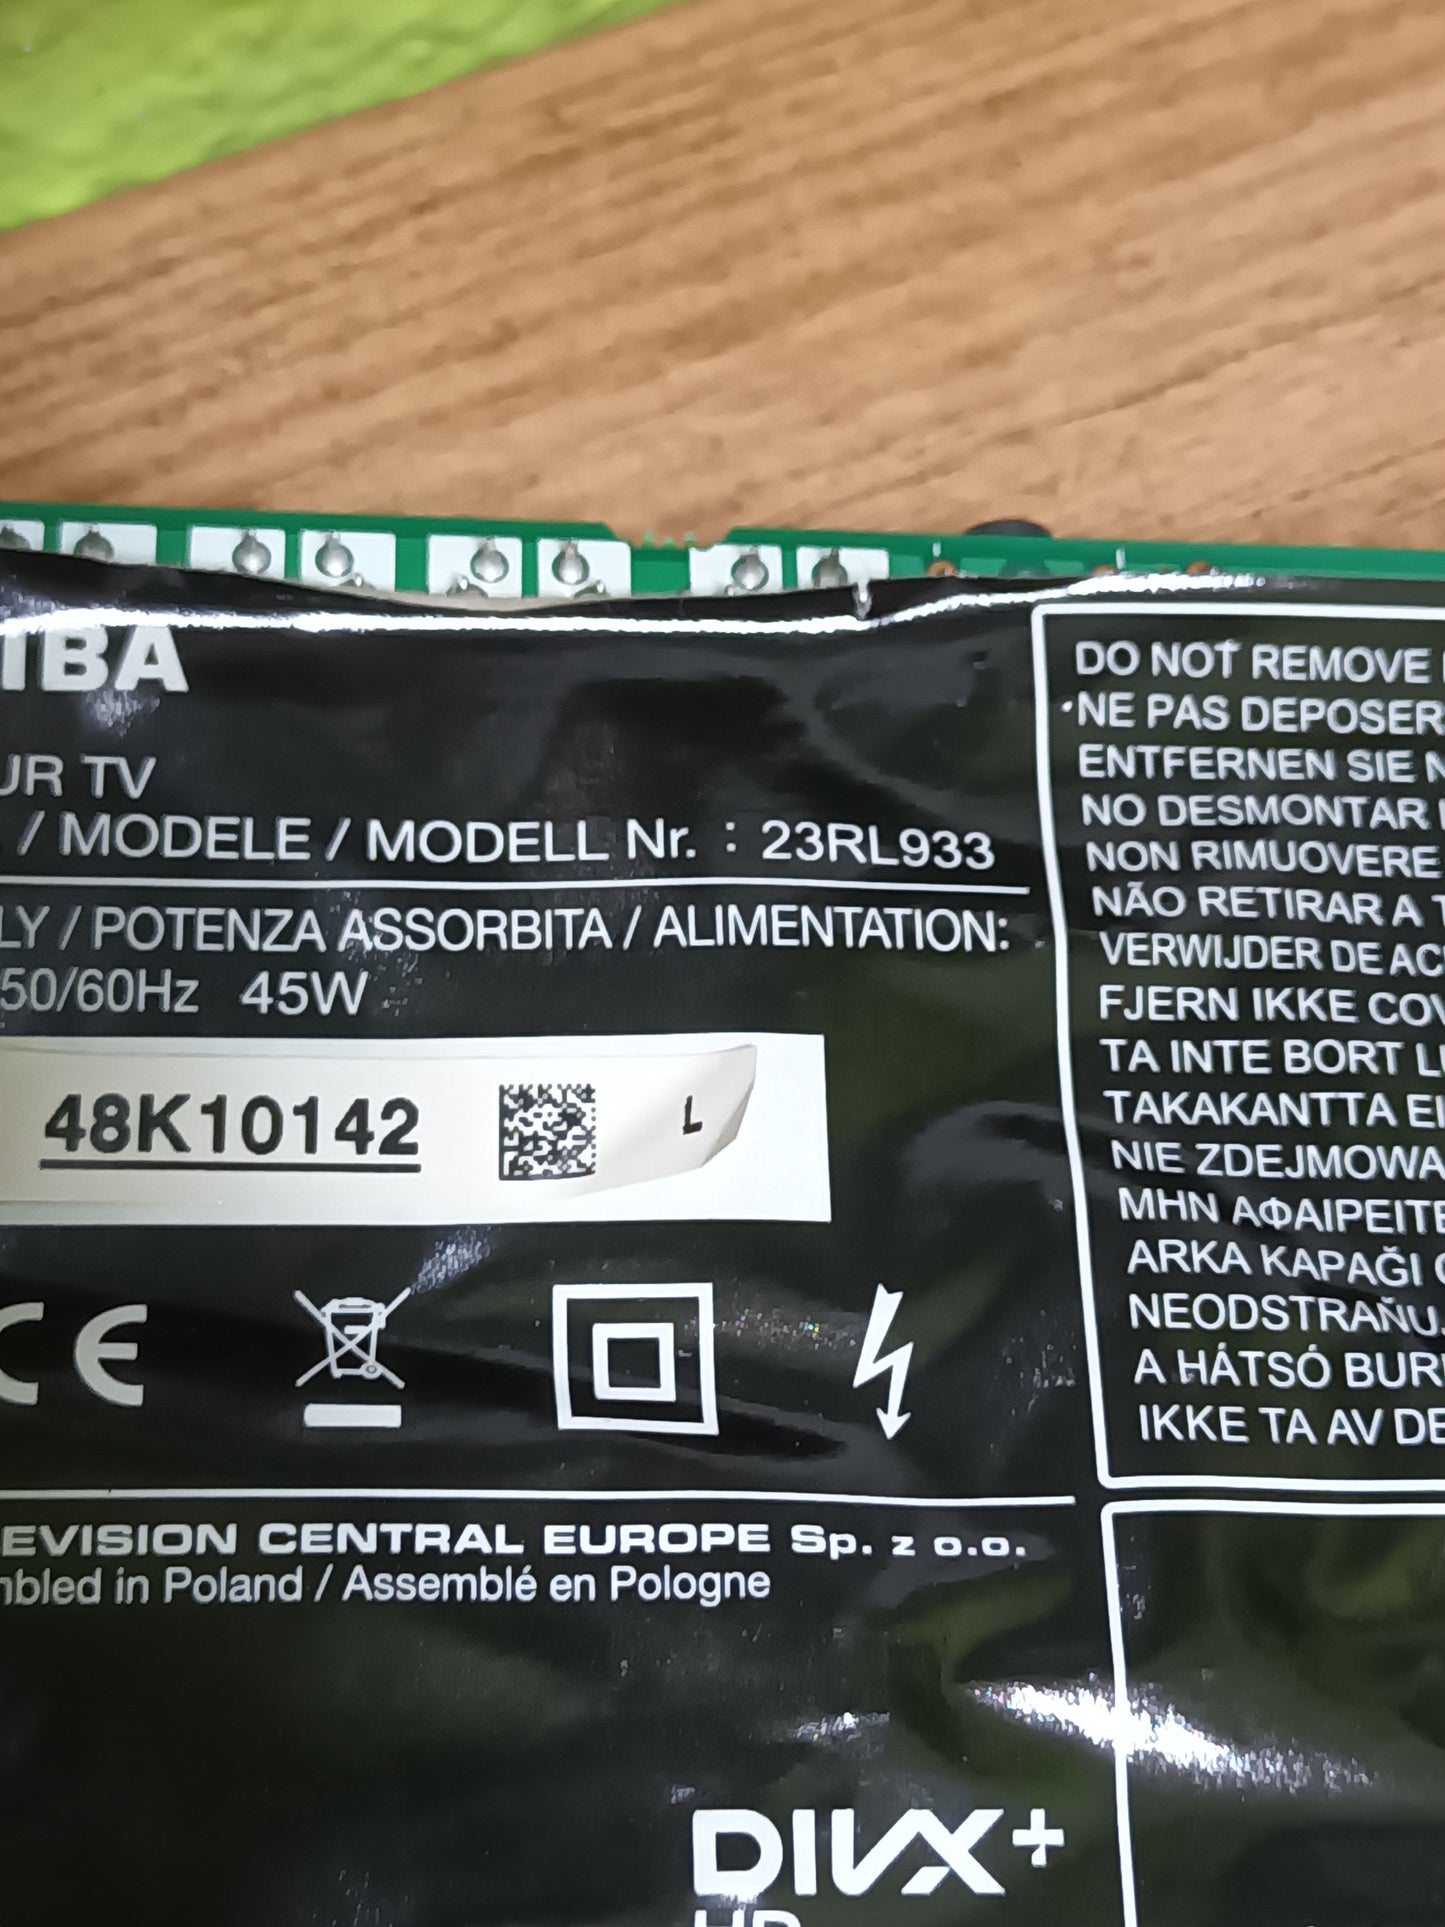 IBA
UR TV
/ MODELE / MODELL Nr. : 23RL933
LY / POTENZA ASSORBITA / ALIMENTATION:
50/60Hz 45W
48K10142
L
CE
EVISION CENTRAL EUROPE Sp. z o.o.
mbled in Poland / Assemblé en Pologne
DIVX+
HD
DO NOT REMOVE
NE PAS DEPOSER
ENTFERNEN SIE N
NO DESMONTAR
NON RIMUOVERE
NÃO RETIRAR A T
VERWIJDER DE AC
FJERN IKKE COV
TA INTE BORT L
TAKAKANTTA EI
NIE ZDEJMOWA
ΜΗΝ ΑΦΑΙΡΕΙΤΕ
ARKA KAPAĞI
NEODSTRAŇU
A HÁTSÓ BUR
IKKE TA AV DE